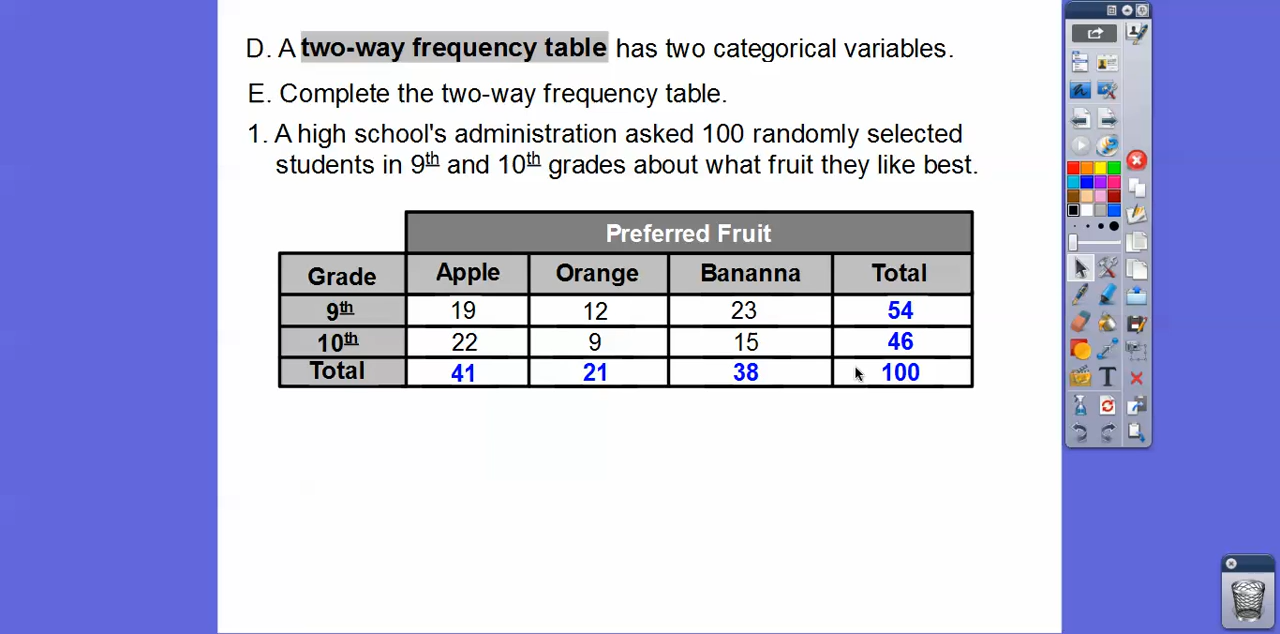 D. A two-way frequency table has two categorical variables.
E. Complete the two-way frequency table.
1. A high school's administration asked 100 randomly selected
students in 9th and 10th grades about what fruit they like best.
Preferred Fruit
Grade Apple Orange Bananna Total
9th 19 12 23 54
10th 22 9 15 46
Total 41 21 38 100